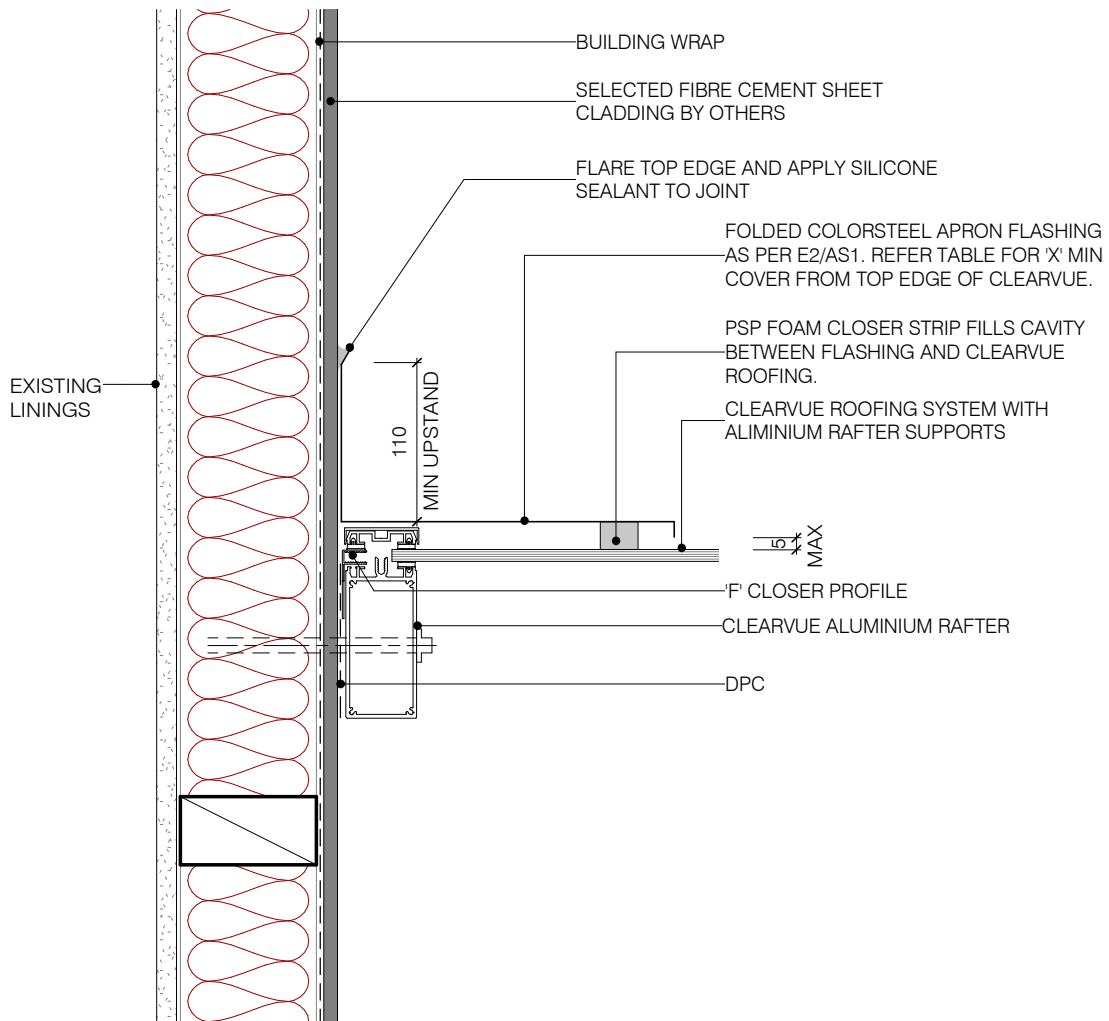 BUILDING WRAP
SELECTED FIBRE CEMENT SHEET
CLADDING BY OTHERS
FLARE TOP EDGE AND APPLY SILICONE
SEALANT TO JOINT
FOLDED COLORSTEEL APRON FLASHING
AS PER E2/AS1. REFER TABLE FOR 'X' MIN
COVER FROM TOP EDGE OF CLEARVUE.
PSP FOAM CLOSER STRIP FILLS CAVITY
BETWEEN FLASHING AND CLEARVUE
ROOFING.
EXISTING
LININGS
110
MIN UPSTAND
CLEARVUE ROOFING SYSTEM WITH
ALIMINIUM RAFTER SUPPORTS
5
MAX
'F' CLOSER PROFILE
CLEARVUE ALUMINIUM RAFTER
DPC